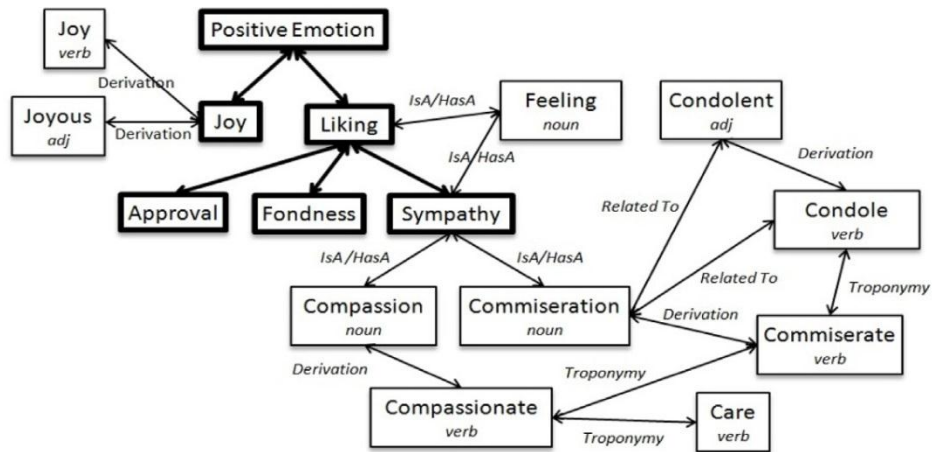 Joy
verb
Positive Emotion
Derivation
Joyous
adj
Derivation
Joy
Liking
IsA/HasA
Feeling
noun
Condolent
adj
IsA/HasA
Derivation
Approval
Fondness
Sympathy
Related To
Condole
verb
IsA/HasA
IsA/HasA
Related To
Troponymy
Compassion
noun
Commiseration
noun
Derivation
Commiserate
verb
Derivation
Troponymy
Compassionate
verb
Care
verb
Troponymy